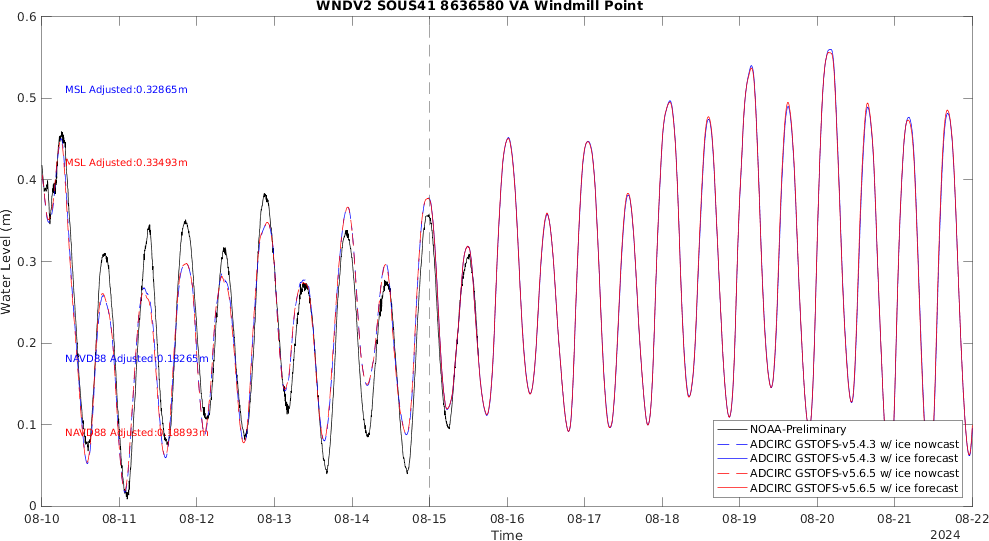 WNDV2 SOUS41 8636580 VA Windmill Point
Water Level (m)
0.6
0.5
0.4
0.3
0.2
0.1
0
MSL Adjusted:0.32865m
MSL Adjusted:0.33493m
NAVD88 Adjusted:0.18265m
NAVD88 Adjusted:0.18893m
NOAA-Preliminary
ADCIRC GSTOFS-v5.4.3 w/ ice nowcast
ADCIRC GSTOFS-v5.4.3 w/ ice forecast
ADCIRC GSTOFS-v5.6.5 w/ ice nowcast
ADCIRC GSTOFS-v5.6.5 w/ ice forecast
08-10 08-11 08-12 08-13 08-14 08-15 08-16 08-17 08-18 08-19 08-20 08-21 08-22
Time
2024